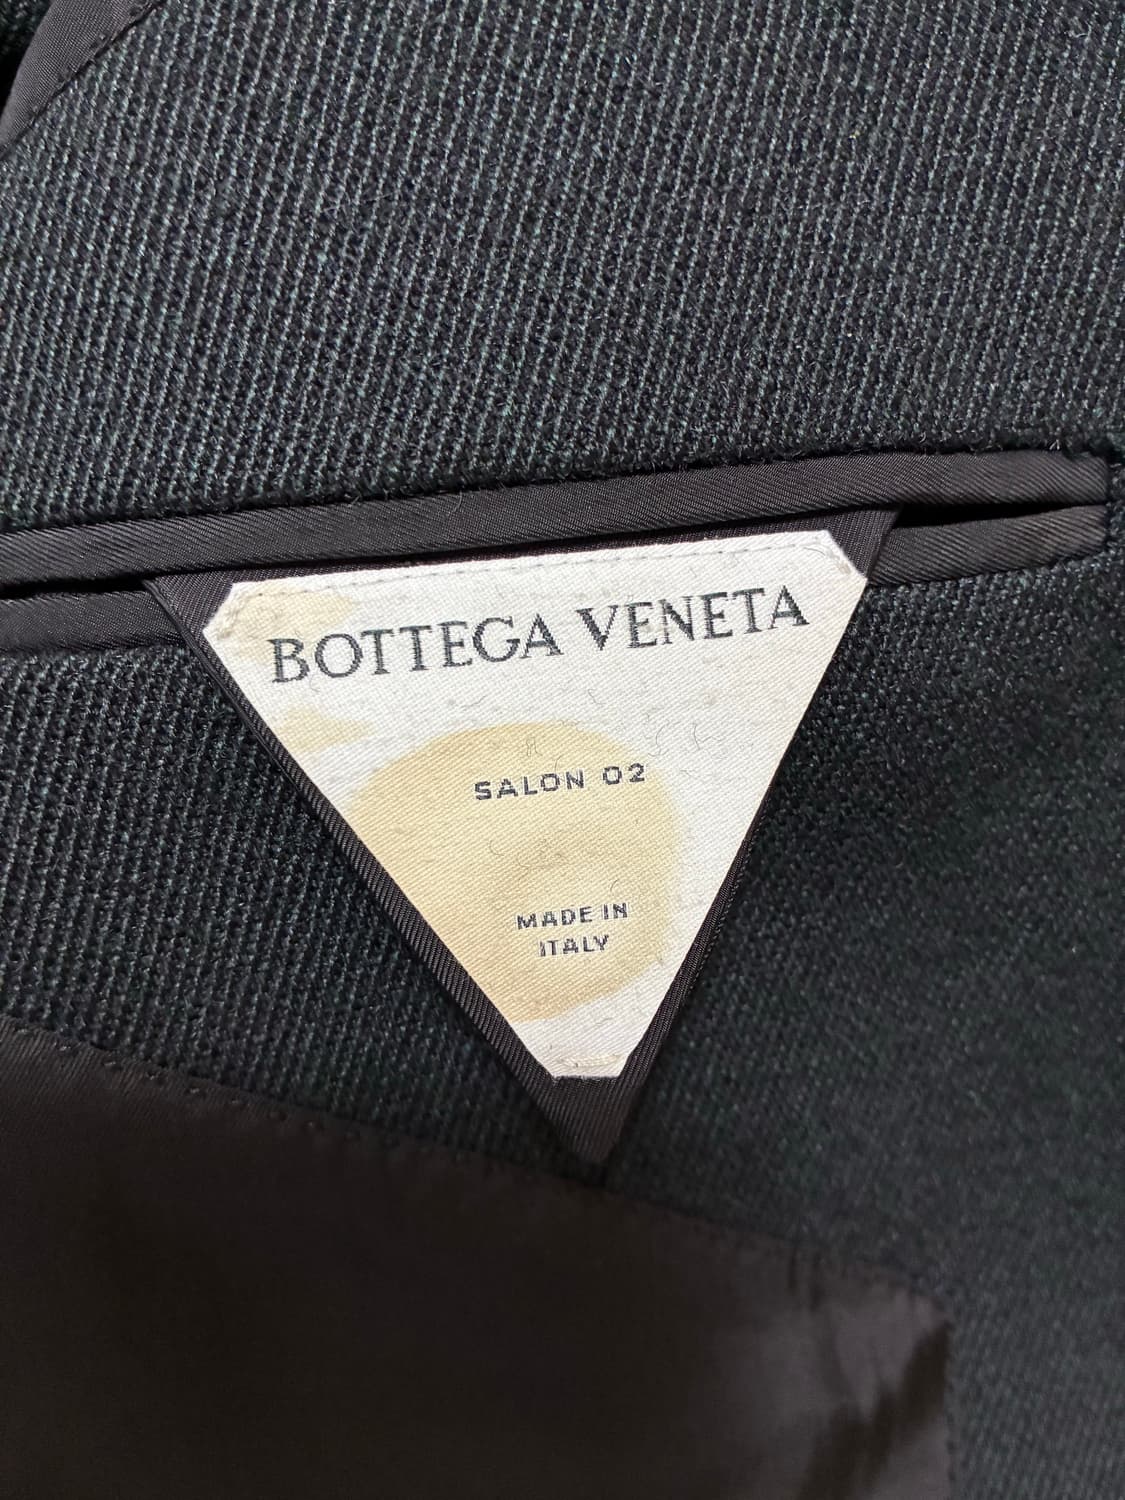 BOTTEGA VENETA
SALON 02
MADE IN
ITALY